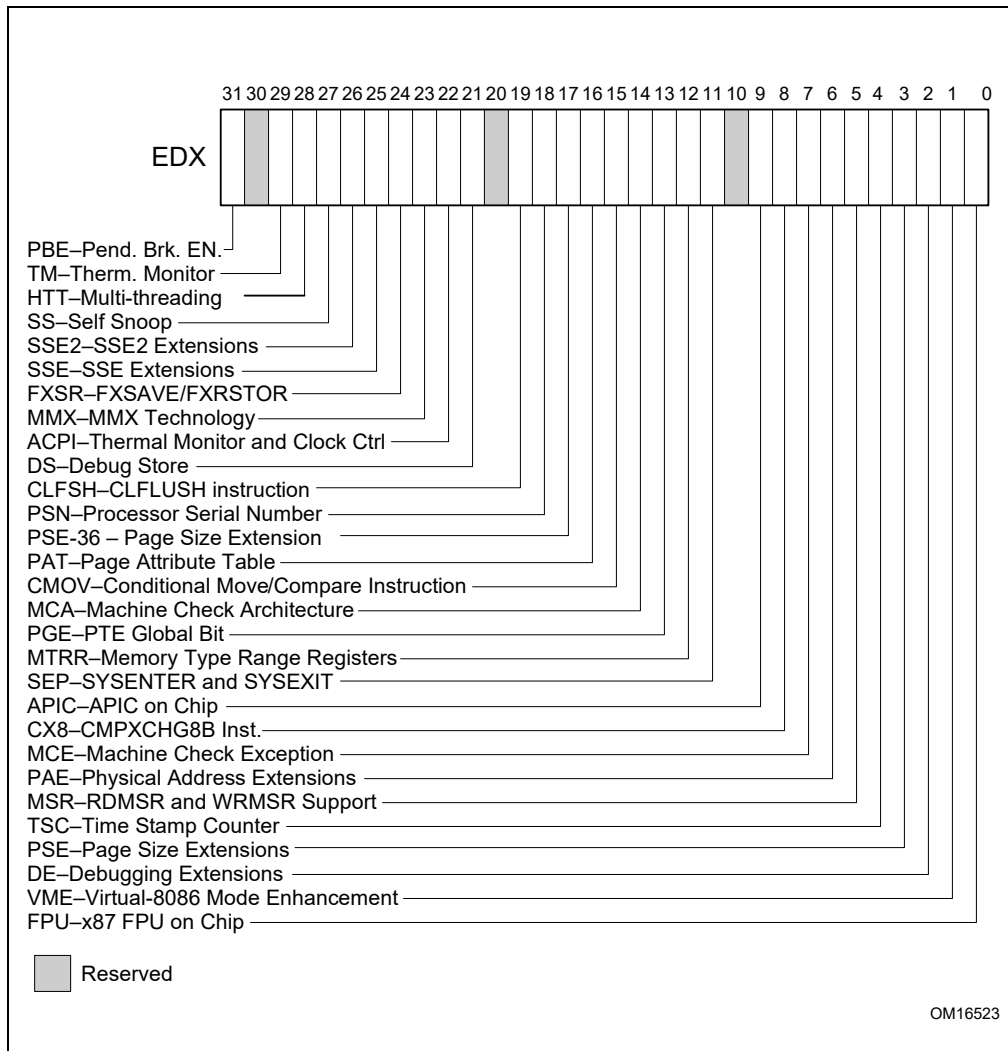 31 30 29 28 27 26 25 24 23 22 21 20 19 18 17 16 15 14 13 12 11 10 9 8 7 6 5 4 3 2 1 0
EDX
PBE–Pend. Brk. EN.
TM–Therm. Monitor
HTT–Multi-threading
SS–Self Snoop
SSE2–SSE2 Extensions
SSE–SSE Extensions
FXSR–FXSAVE/FXRSTOR
MMX–MMX Technology
ACPI–Thermal Monitor and Clock Ctrl
DS–Debug Store
CLFSH–CLFLUSH instruction
PSN–Processor Serial Number
PSE-36 – Page Size Extension
PAT–Page Attribute Table
CMOV–Conditional Move/Compare Instruction
MCA–Machine Check Architecture
PGE–PTE Global Bit
MTRR–Memory Type Range Registers
SEP–SYSENTER and SYSEXIT
APIC–APIC on Chip
CX8–CMPXCHG8B Inst.
MCE–Machine Check Exception
PAE–Physical Address Extensions
MSR–RDMSR and WRMSR Support
TSC–Time Stamp Counter
PSE–Page Size Extensions
DE–Debugging Extensions
VME–Virtual-8086 Mode Enhancement
FPU–x87 FPU on Chip
Reserved
OM16523